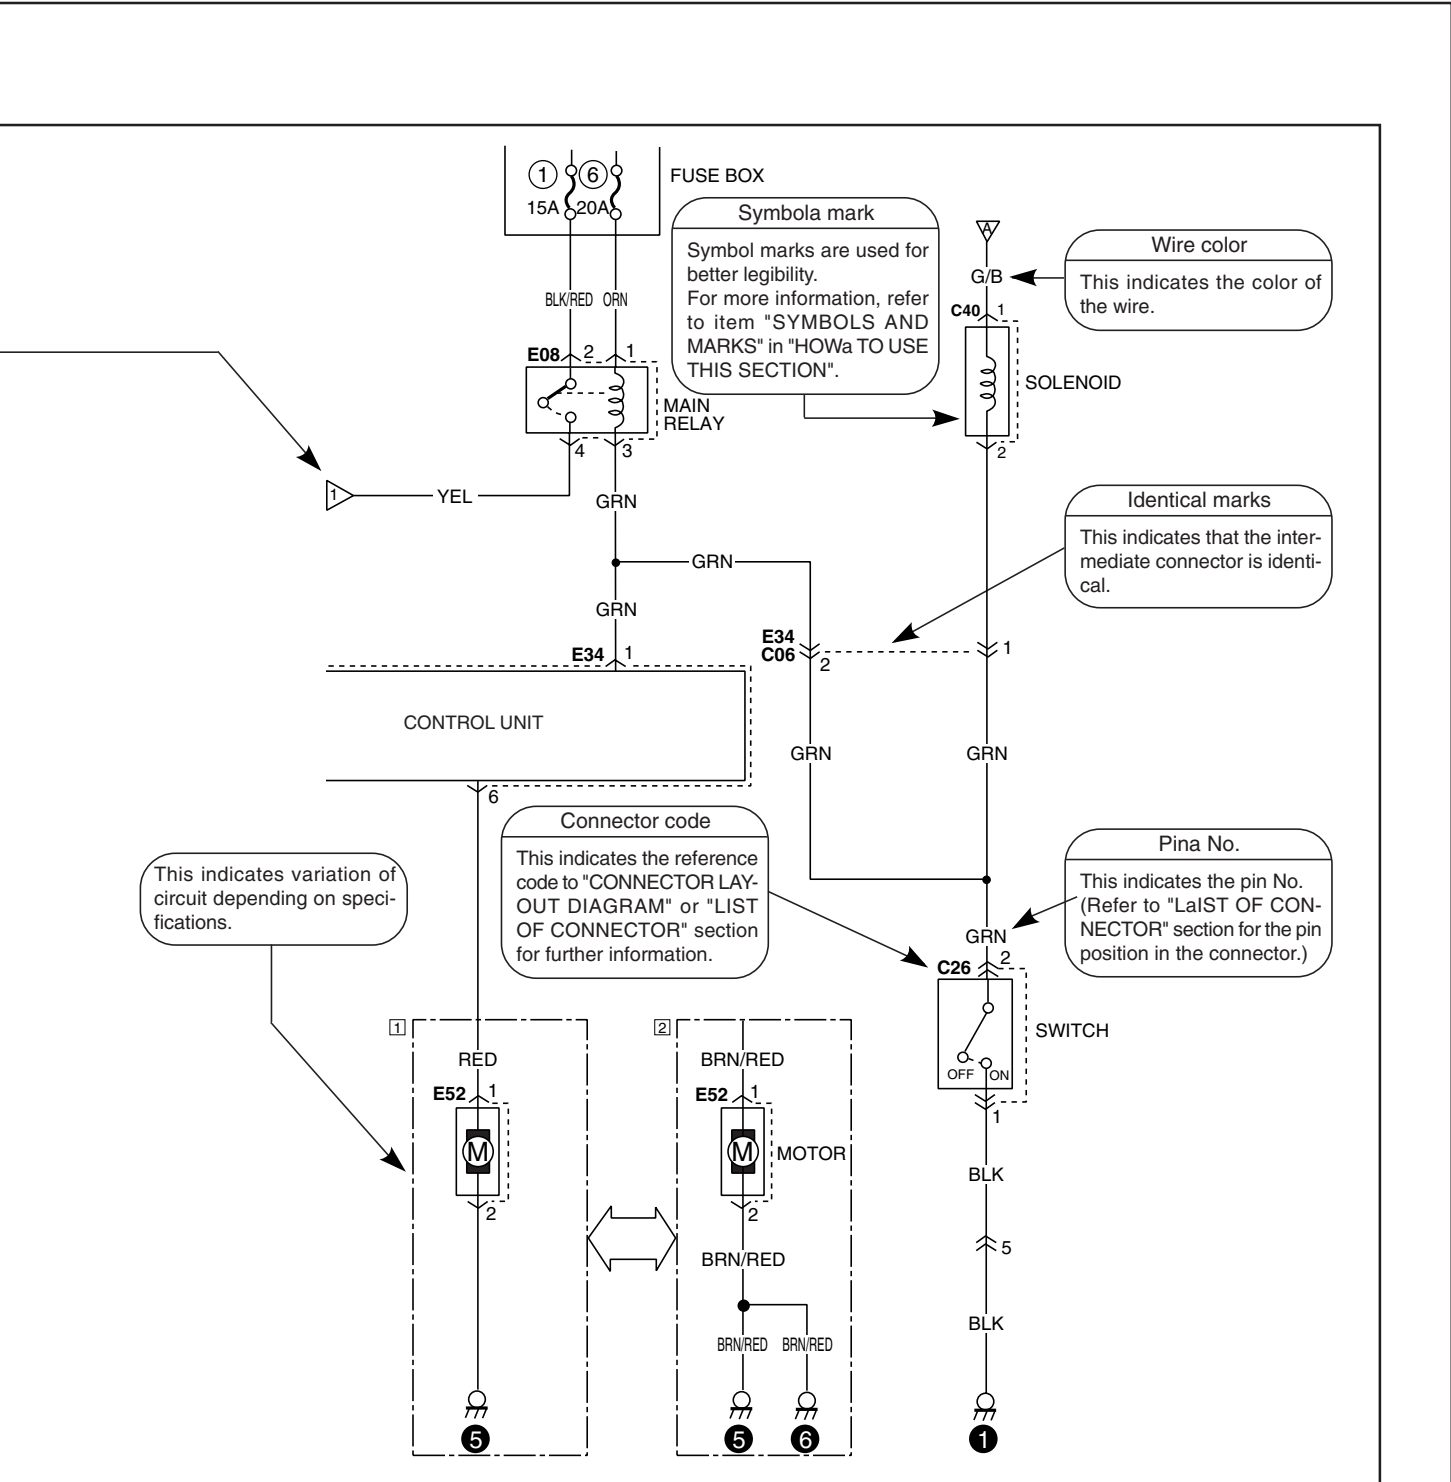 1 6 FUSE BOX
15A 20A
Symbola mark
Symbol marks are used for
better legibility.
For more information, refer
to item "SYMBOLS AND
MARKS" in "HOWa TO USE
THIS SECTION".
A
G/B
Wire color
This indicates the color of
the wire.
BLK/RED ORN
C40 1
E08 2 1
SOLENOID
MAIN
RELAY
4 3
2
1 YEL
GRN
Identical marks
This indicates that the inter-
mediate connector is identi-
cal.
GRN
GRN
E34 1
E34
C06 2
1
CONTROL UNIT
GRN GRN
6
Connector code
This indicates the reference
code to "CONNECTOR LAY-
OUT DIAGRAM" or "LIST
OF CONNECTOR" section
for further information.
Pina No.
This indicates the pin No.
(Refer to "LaIST OF CON-
NECTOR" section for the pin
position in the connector.)
This indicates variation of
circuit depending on speci-
fications.
GRN
C26 2
1 2
SWITCH
OFF ON
RED BRN/RED
E52 1 E52 1
1
M M MOTOR
2 2
BLK
BRN/RED
5
BLK
BRN/RED BRN/RED
5 5 6 1